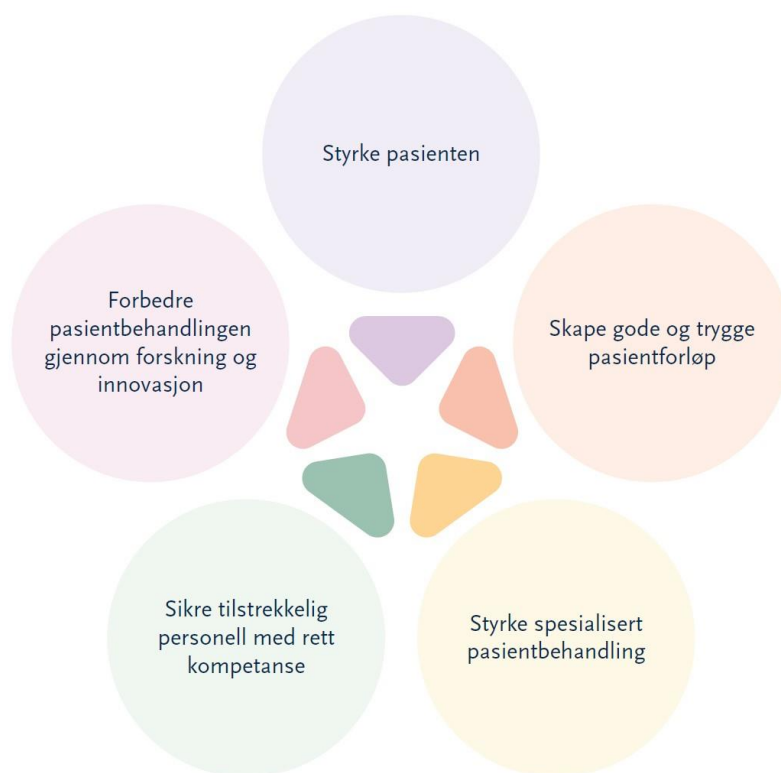 Styrke pasienten
Skape gode og trygge
pasientforløp
Styrke spesialisert
pasientbehandling
Sikre tilstrekkelig
personell med rett
kompetanse
Forbedre
pasientbehandlingen
gjennom forskning og
innovasjon